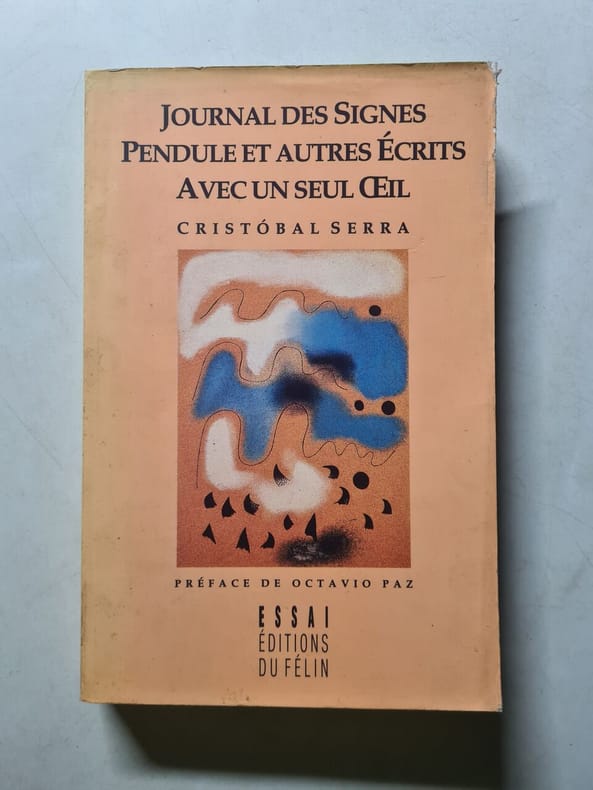 JOURNAL DES SIGNES
PENDULE ET AUTRES ÉCRITS
AVEC UN SEUL ŒIL
CRISTÓBAL SERRA
PRÉFACE DE OCTAVIO PAZ
ESSAI
ÉDITIONS
DU FÉLIN